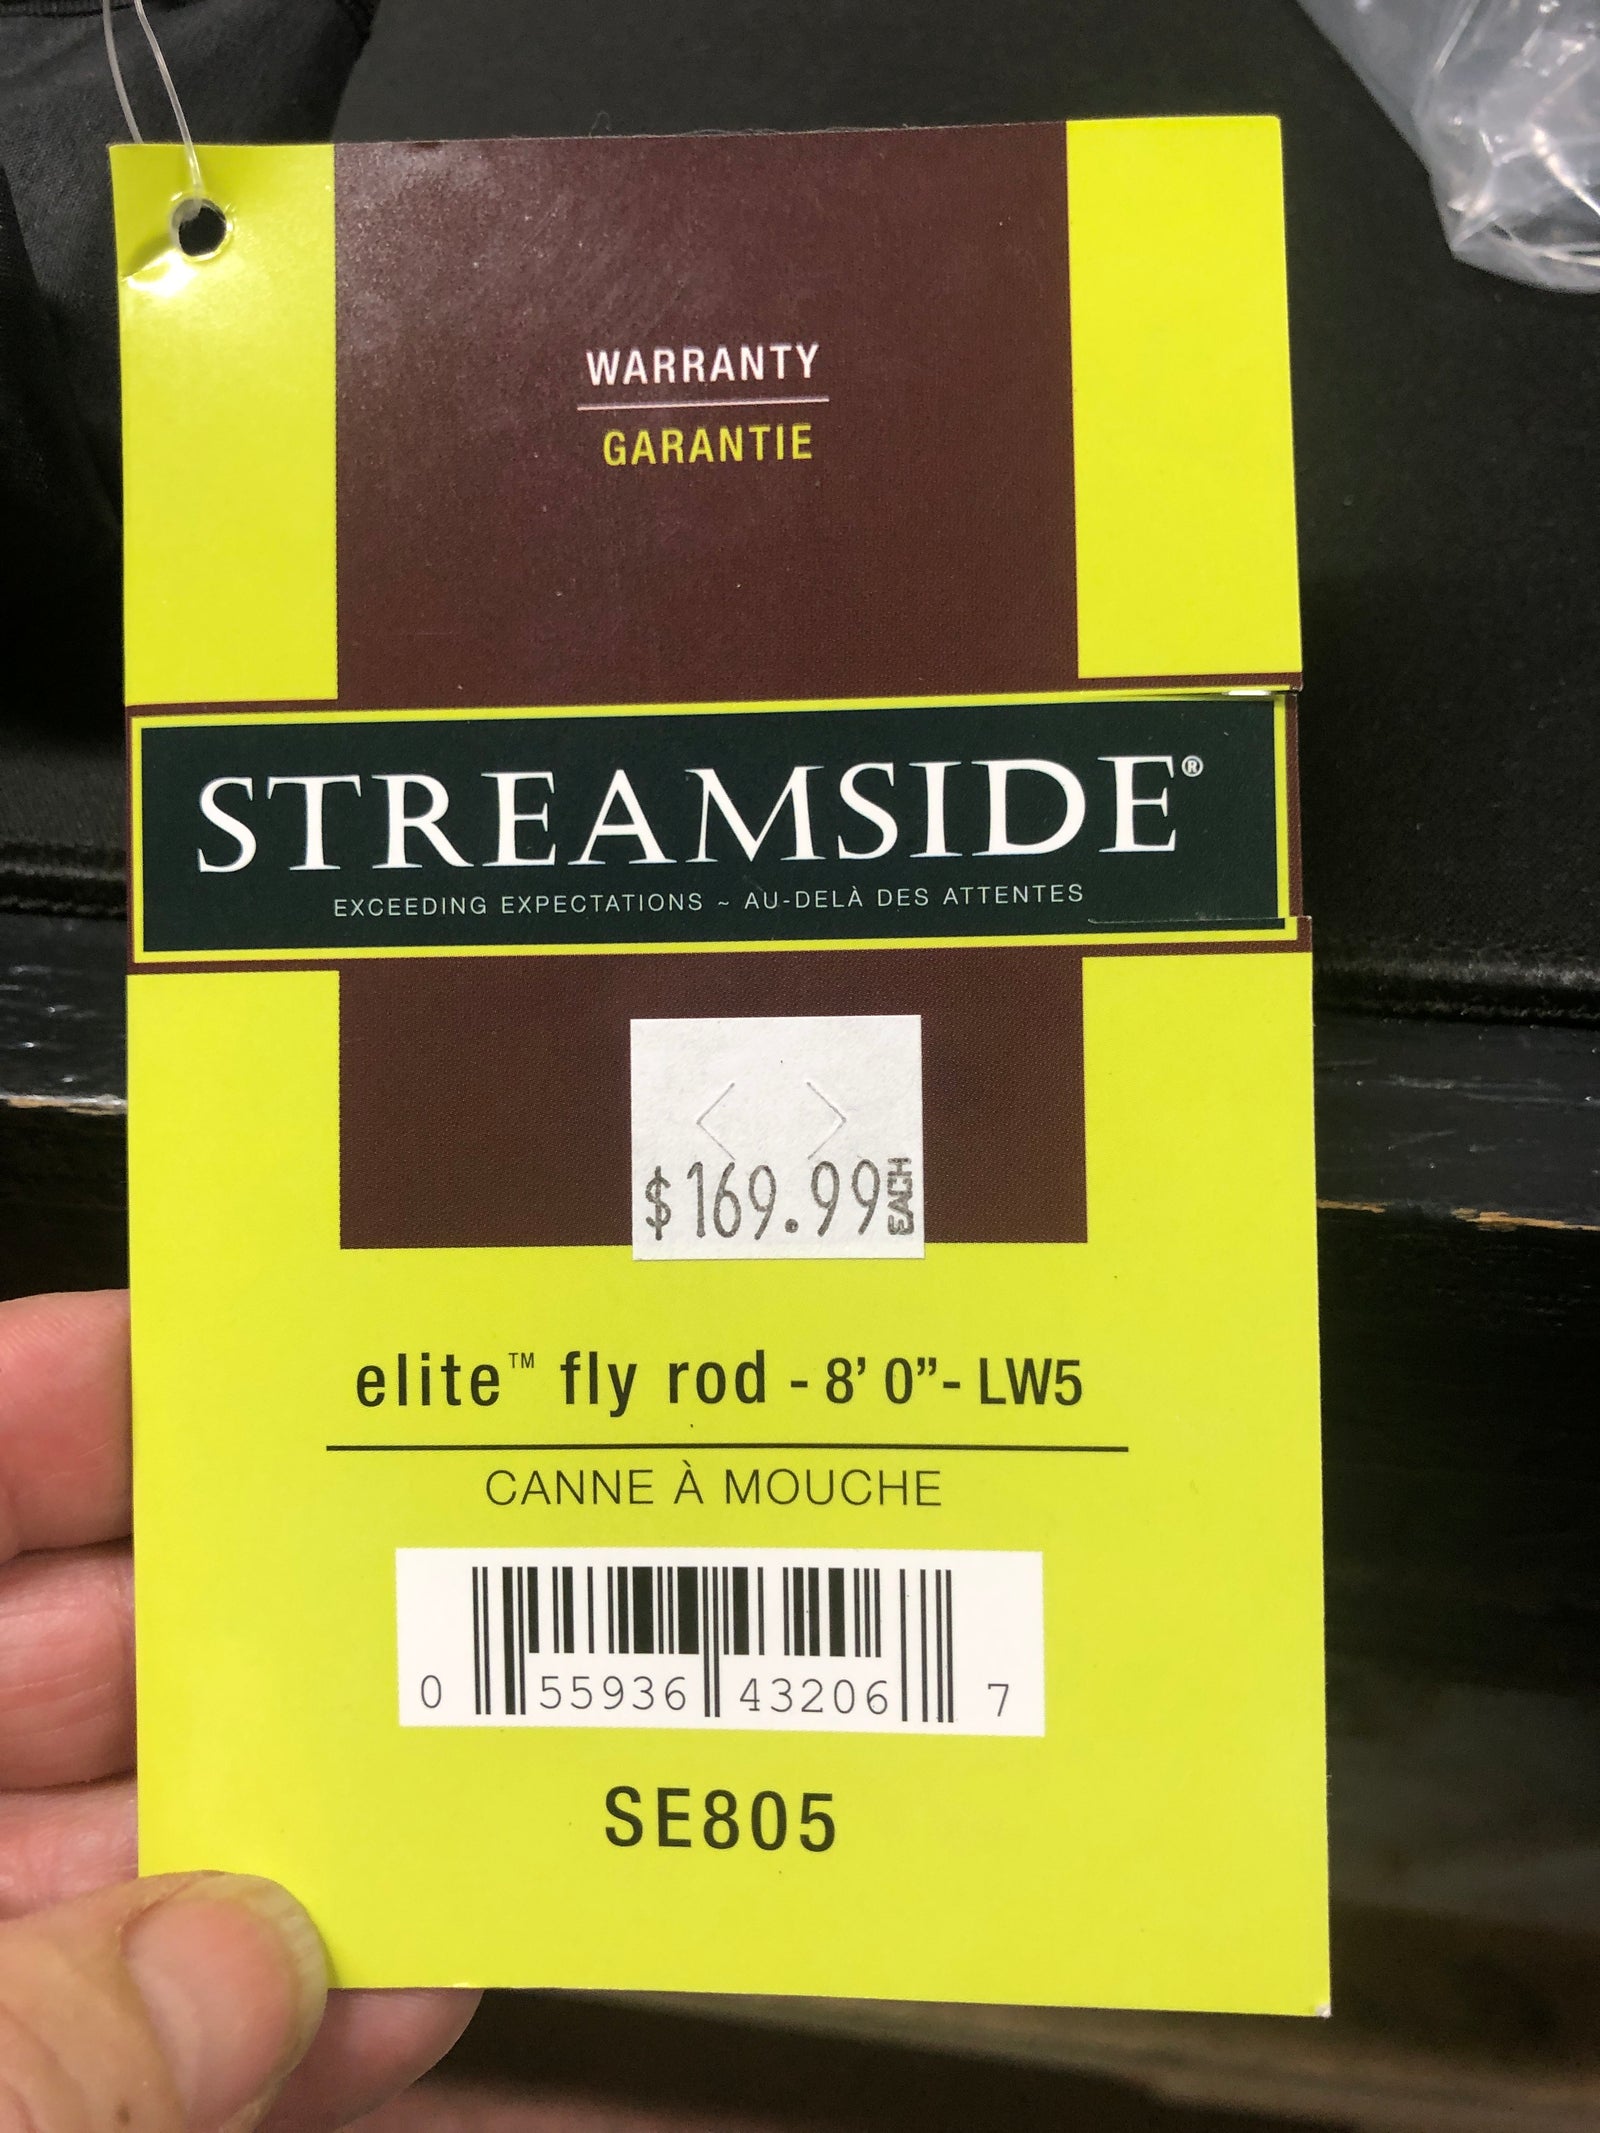 WARRANTY
GARANTIE
STREAMSIDE®
EXCEEDING EXPECTATIONS ~ AU-DELÀ DES ATTENTES
$169.99 EACH
elite™ fly rod - 8' 0"- LW5
CANNE À MOUCHE
0 55936 43206 7
SE805